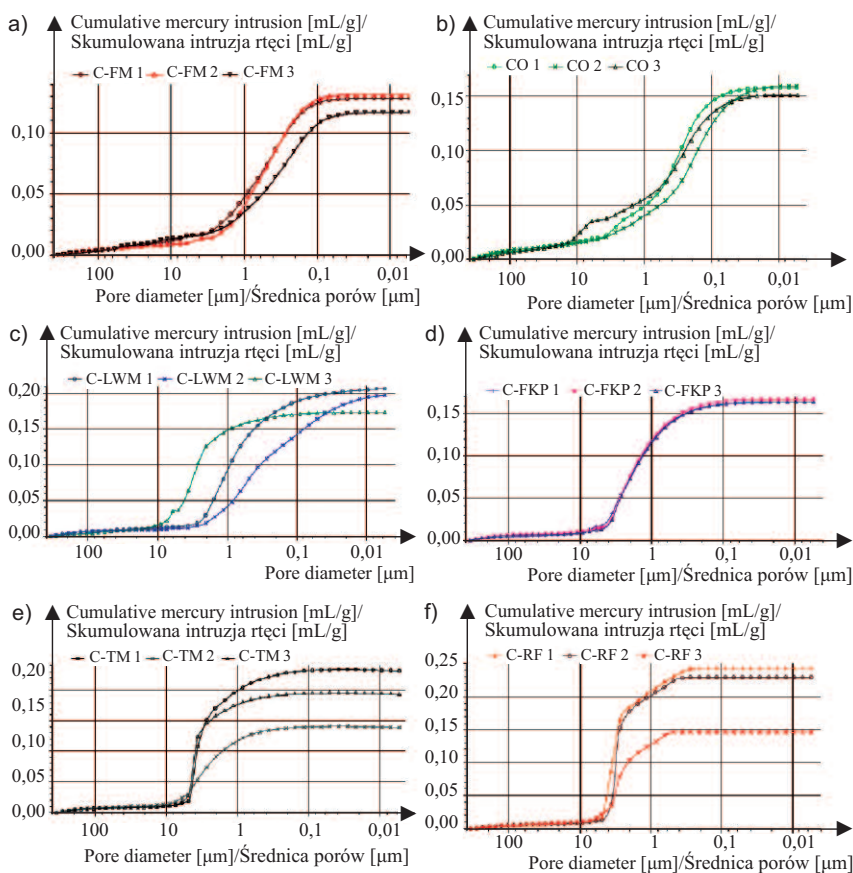 a)
Cumulative mercury intrusion [mL/g]/
Skumulowana intruzja rtęci [mL/g]
C-FM 1 C-FM 2 C-FM 3
0,10
0,05
0,00
100 10 1 0,1 0,01
Pore diameter [µm]/Średnica porów [µm]
b)
Cumulative mercury intrusion [mL/g]/
Skumulowana intruzja rtęci [mL/g]
CO 1 CO 2 CO 3
0,15
0,10
0,05
0,00
100 10 1 0,1 0,01
Pore diameter [µm]/Średnica porów [µm]
c)
Cumulative mercury intrusion [mL/g]/
Skumulowana intruzja rtęci [mL/g]
C-LWM 1 C-LWM 2 C-LWM 3
0,20
0,15
0,10
0,05
0,00
100 10 1 0,1 0,01
Pore diameter [µm]
d)
Cumulative mercury intrusion [mL/g]/
Skumulowana intruzja rtęci [mL/g]
C-FKP 1 C-FKP 2 C-FKP 3
0,15
0,10
0,05
0,00
100 10 1 0,1 0,01
Pore diameter [µm]/Średnica porów [µm]
e)
Cumulative mercury intrusion [mL/g]/
Skumulowana intruzja rtęci [mL/g]
C-TM 1 C-TM 2 C-TM 3
0,20
0,15
0,10
0,05
0,00
100 10 1 0,1 0,01
Pore diameter [µm]/Średnica porów [µm]
f)
Cumulative mercury intrusion [mL/g]/
Skumulowana intruzja rtęci [mL/g]
C-RF 1 C-RF 2 C-RF 3
0,25
0,20
0,15
0,10
0,05
0,00
100 10 1 0,1 0,01
Pore diameter [µm]/Średnica porów [µm]